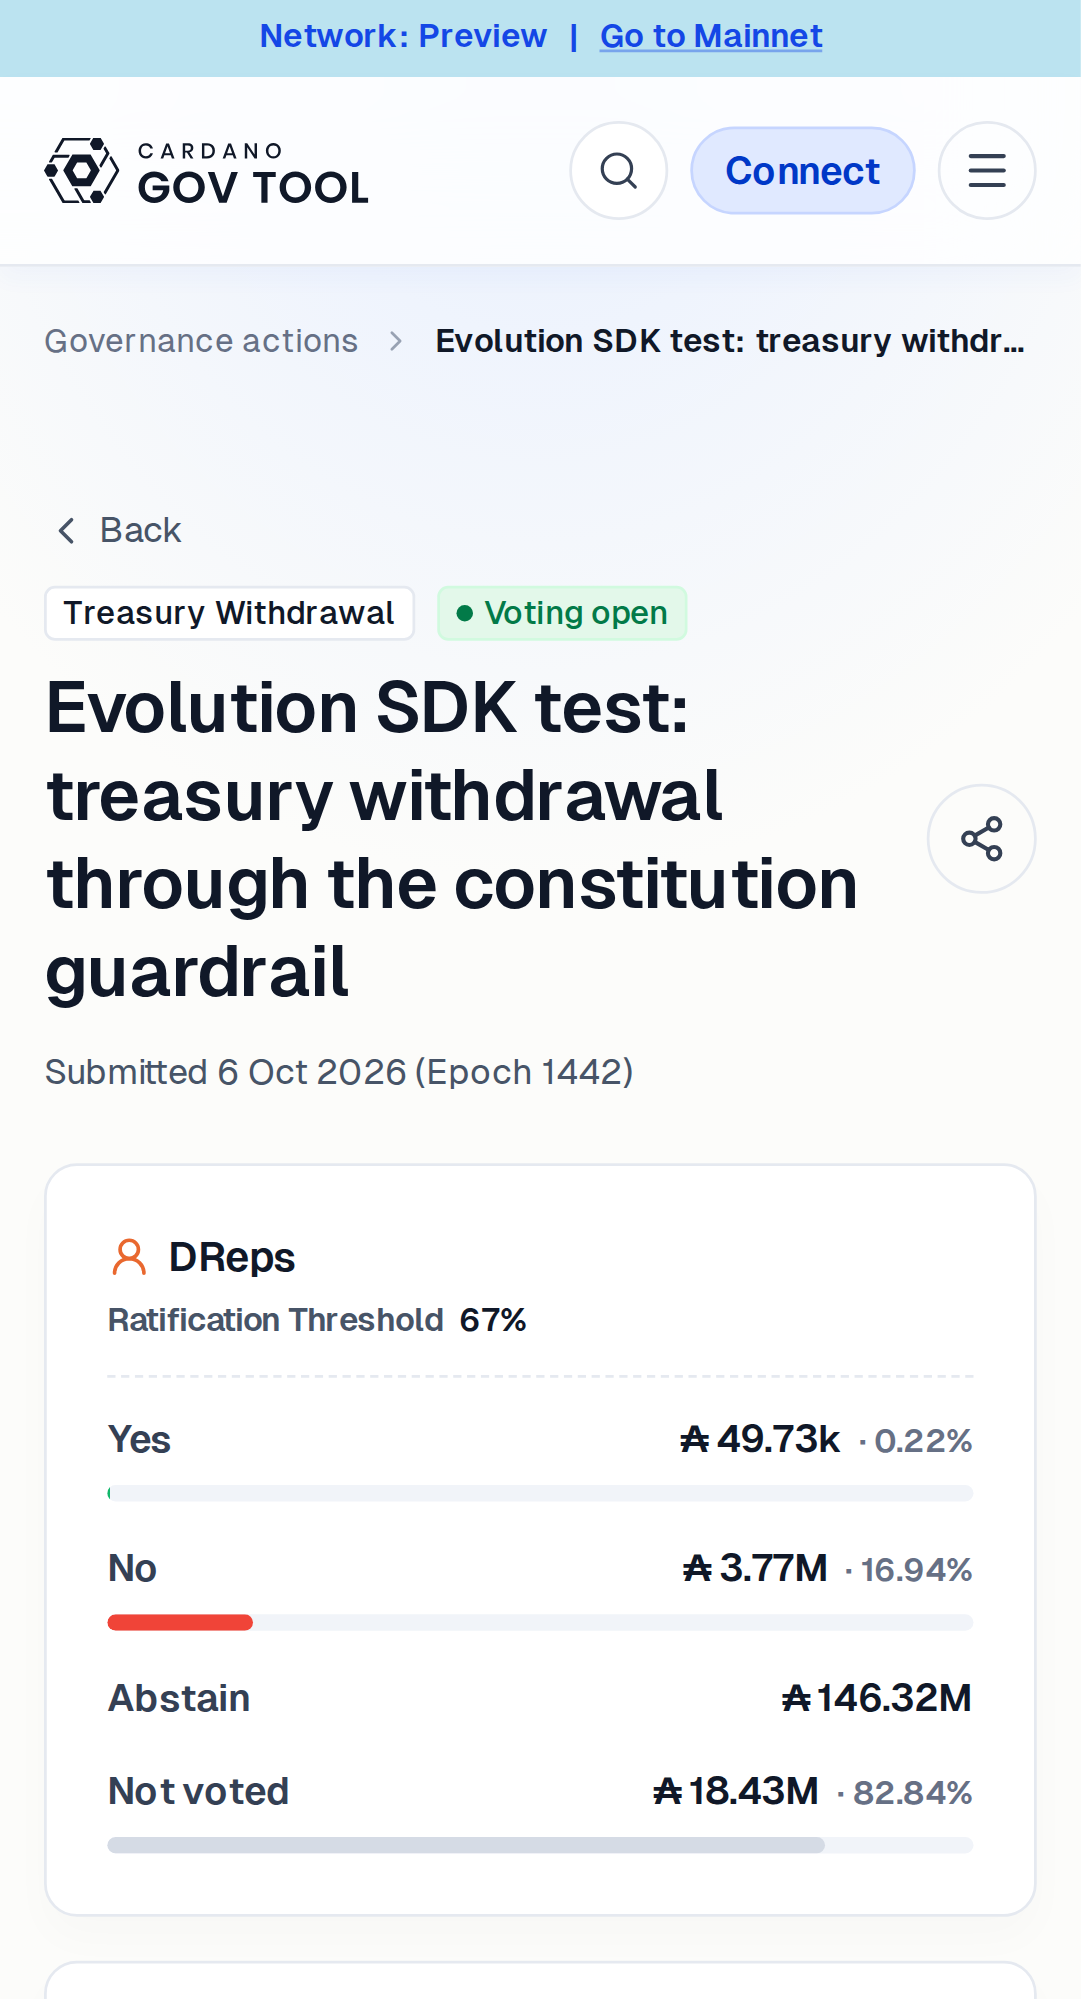 Network: Preview | Go to Mainnet
CARDANO
GOV TOOL
Connect
Governance actions > Evolution SDK test: treasury withdr...
Back
Treasury Withdrawal
Voting open
Evolution SDK test:
treasury withdrawal
through the constitution
guardrail
Submitted 6 Oct 2026 (Epoch 1442)
DReps
Ratification Threshold 67%
Yes ₳ 49.73k · 0.22%
No ₳ 3.77M · 16.94%
Abstain ₳ 146.32M
Not voted ₳ 18.43M · 82.84%